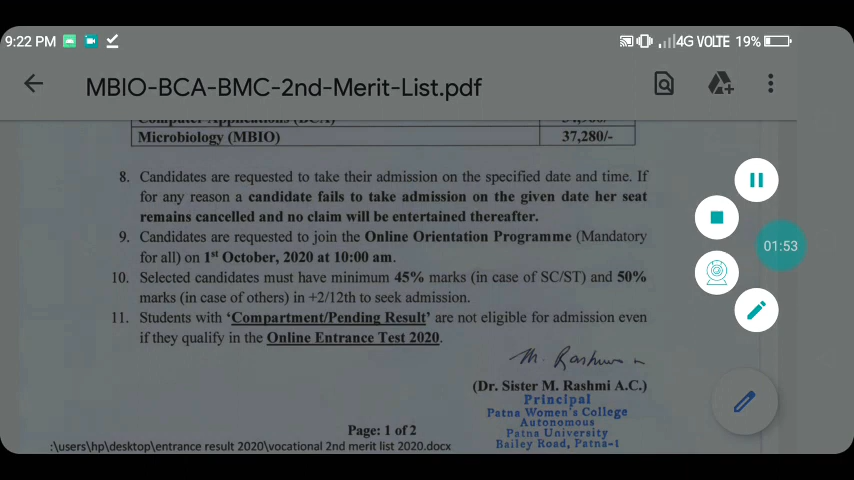 9:22 PM
4G VOLTE 19%
MBIO-BCA-BMC-2nd-Merit-List.pdf
Computer Applications (BCA)
Microbiology (MBIO) 37,280/-
8. Candidates are requested to take their admission on the specified date and time. If
for any reason a candidate fails to take admission on the given date her seat
remains cancelled and no claim will be entertained thereafter.
9. Candidates are requested to join the Online Orientation Programme (Mandatory
for all) on 1st October, 2020 at 10:00 am.
10. Selected candidates must have minimum 45% marks (in case of SC/ST) and 50%
marks (in case of others) in +2/12th to seek admission.
11. Students with ‘Compartment/Pending Result’ are not eligible for admission even
if they qualify in the Online Entrance Test 2020.
M. Rashmi
(Dr. Sister M. Rashmi A.C.)
Principal
Patna Women's College
Autonomous
Patna University
Bailey Road, Patna-1
Page: 1 of 2
:\users\hp\desktop\entrance result 2020\vocational 2nd merit list 2020.docx
01:53